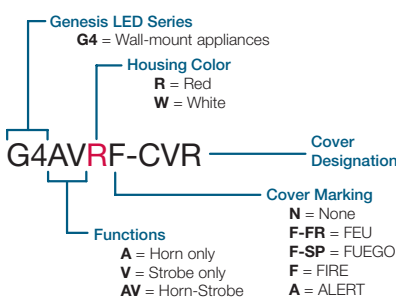 Genesis LED Series
G4 = Wall-mount appliances
Housing Color
R = Red
W = White
G4AVRF-CVR
Cover
Designation
Cover Marking
N = None
F-FR = FEU
F-SP = FUEGO
F = FIRE
A = ALERT
Functions
A = Horn only
V = Strobe only
AV = Horn-Strobe